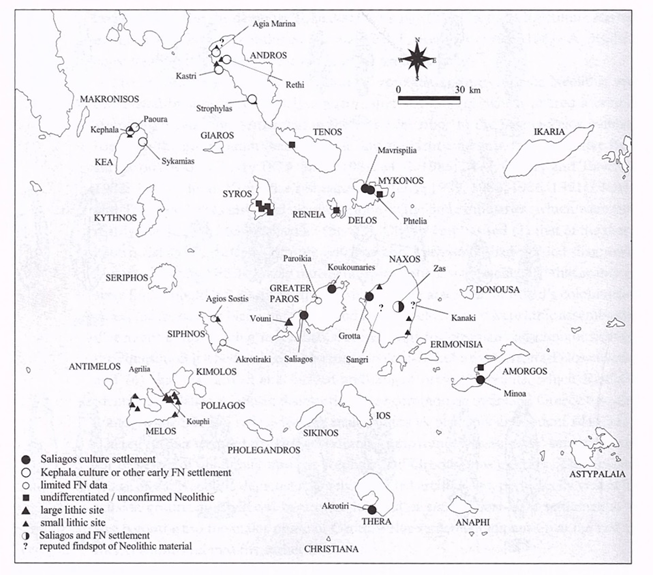 Agia Marina
?
ANDROS
Kastri
Rethi
N
W E
S
0 30 km
MAKRONISOS
Strophylas
Paoura
Kephala
GIAROS
TENOS
IKARIA
KEA
Sykamias
Mavrispilia
MYKONOS
SYROS
RENEIA
DELOS
Phtelia
KYTHNOS
NAXOS
Zas
Paroikia
Koukounaries
SERIPHOS
GREATER
PAROS
DONOUSA
Agios Sostis
? ?
Vouni
Kanaki
SIPHNOS
Grotta
ERIMONISIA
Akrotiraki
Saliagos
Sangri
ANTIMELOS
KIMOLOS
AMORGOS
Agrilia
Minoa
POLIAGOS
IOS
Kouphi
MELOS
SIKINOS
PHOLEGANDROS
ASTYPALAIA
Saliagos culture settlement
Kephala culture or other early FN settlement
limited FN data
undifferentiated / unconfirmed Neolithic
large lithic site
small lithic site
Saliagos and FN settlement
? reputed findspot of Neolithic material
Akrotiri
THERA
ANAPHI
CHRISTIANA